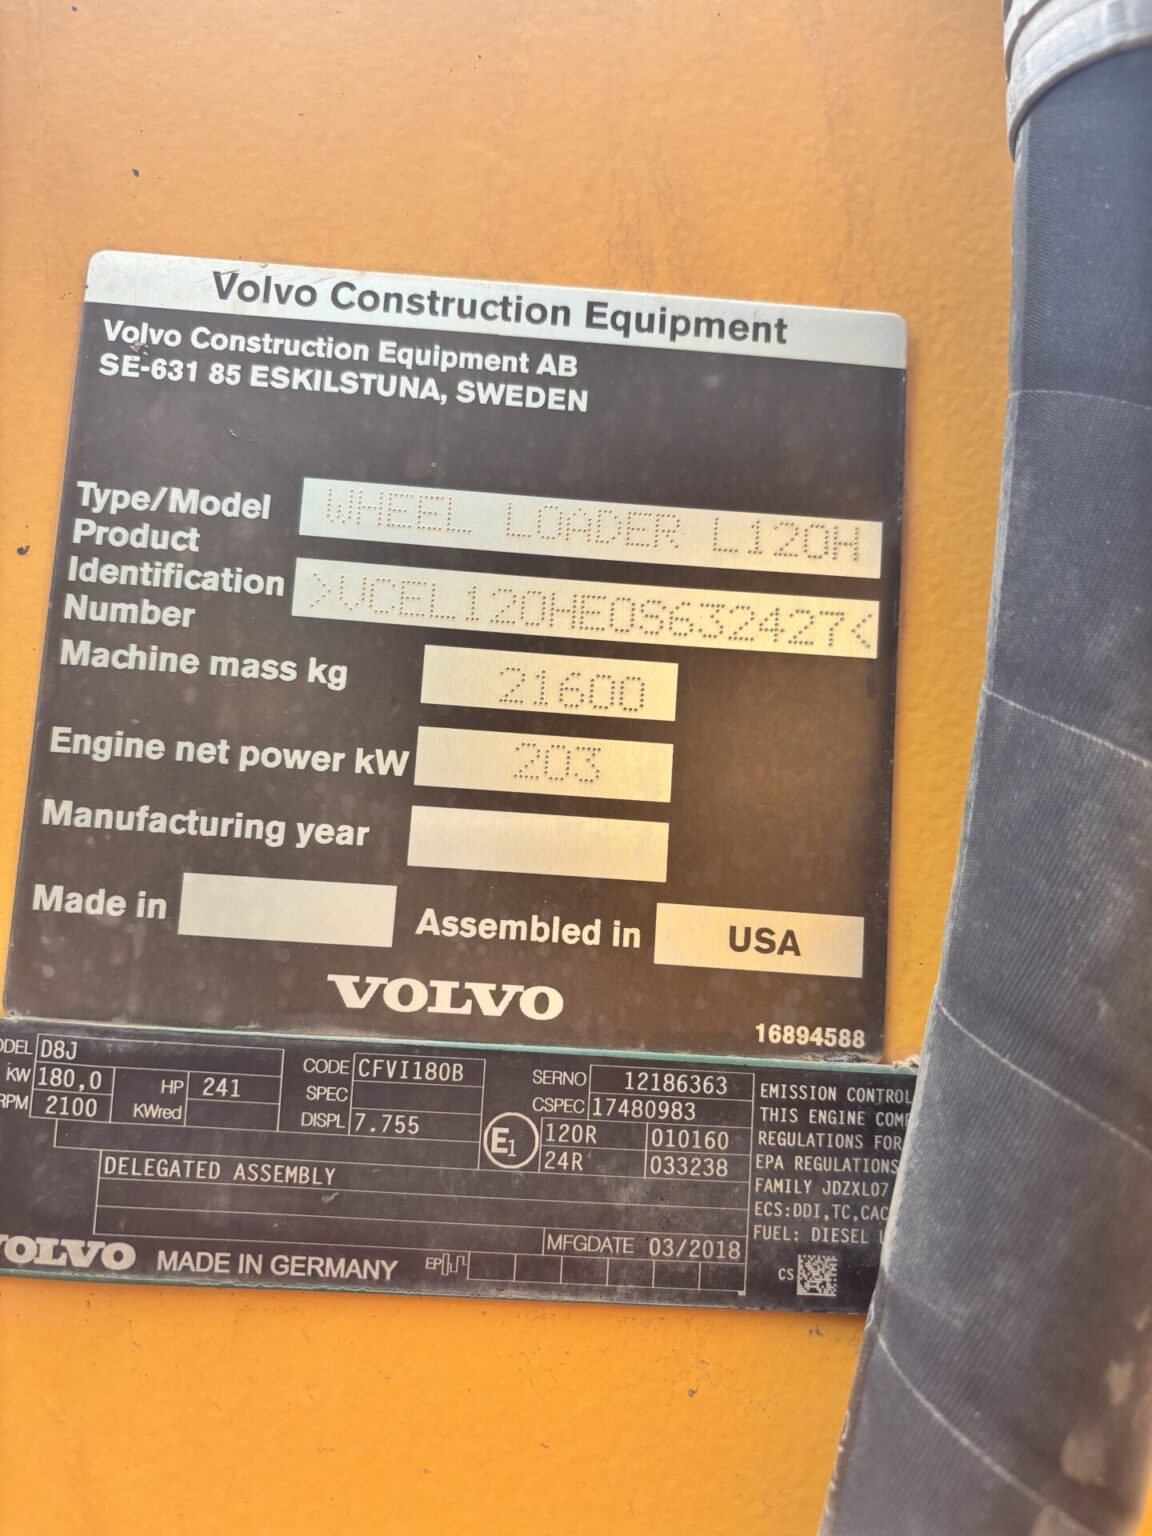 Volvo Construction Equipment
Volvo Construction Equipment AB
SE-631 85 ESKILSTUNA, SWEDEN
Type/Model WHEEL LOADER L120H
Product
Identification
Number >VCEL120HE0S632427<
Machine mass kg 21600
Engine net power kW 203
Manufacturing year
Made in
Assembled in USA
VOLVO
16894588
ODEL D8J
KW 180,0 HP 241
RPM 2100 KWred
CODE CFVI180B
SPEC
DISPL 7.755
SERNO 12186363
CSPEC 17480983
E1 120R 010160
24R 033238
DELEGATED ASSEMBLY
MFGDATE 03/2018
VOLVO MADE IN GERMANY EP
EMISSION CONTROL
THIS ENGINE COM
REGULATIONS FOR
EPA REGULATIONS
FAMILY JDZXL07
ECS:DDI,TC,CAC
FUEL: DIESEL
CS